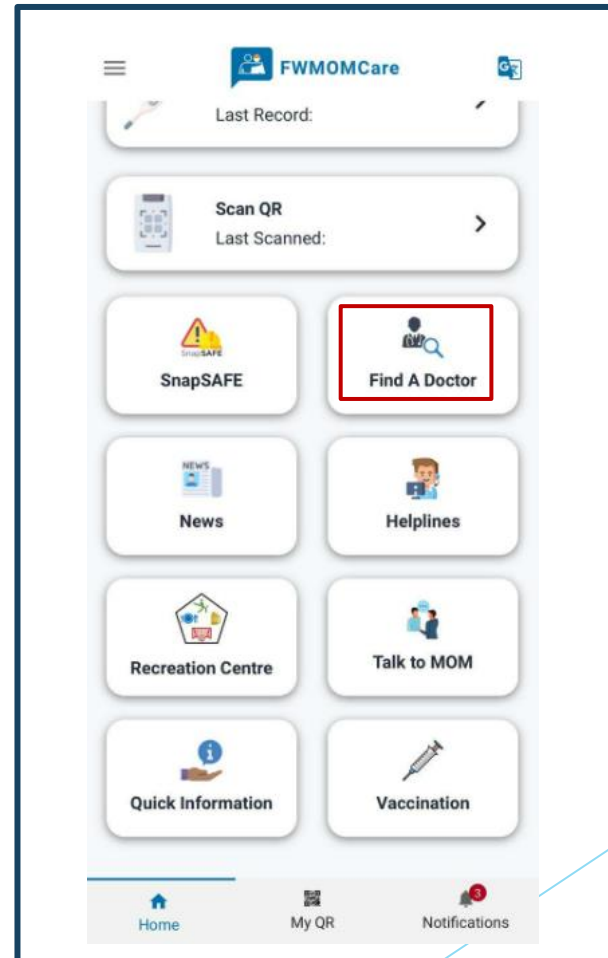 FWMOMCare
Last Record:
Scan QR
Last Scanned:
SnapSAFE
SnapSAFE
Find A Doctor
NEWS
News
Helplines
Recreation Centre
Talk to MOM
Quick Information
Vaccination
3
Home
My QR
Notifications